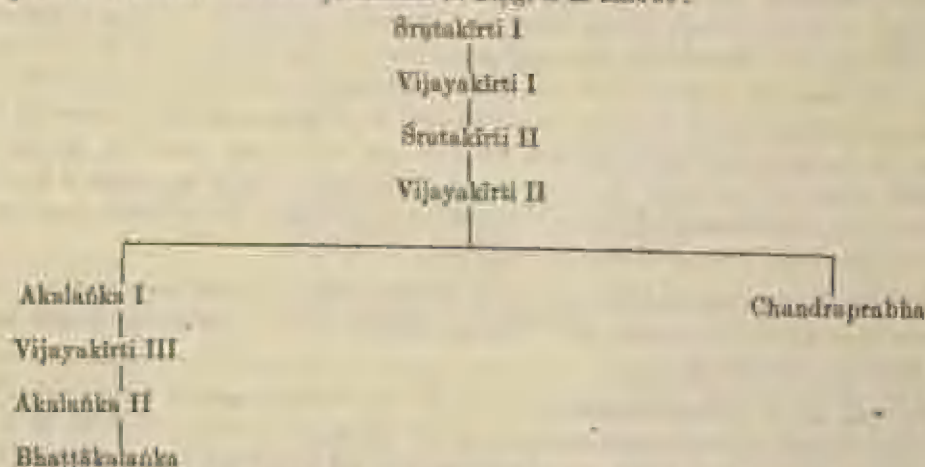 Śrutakīrti I
Vijayakīrti I
Śrutakīrti II
Vijayakīrti II
Akalaṅka I
Chandraprabha
Vijayakīrti III
Akalaṅka II
Bhaṭṭākalaṅka